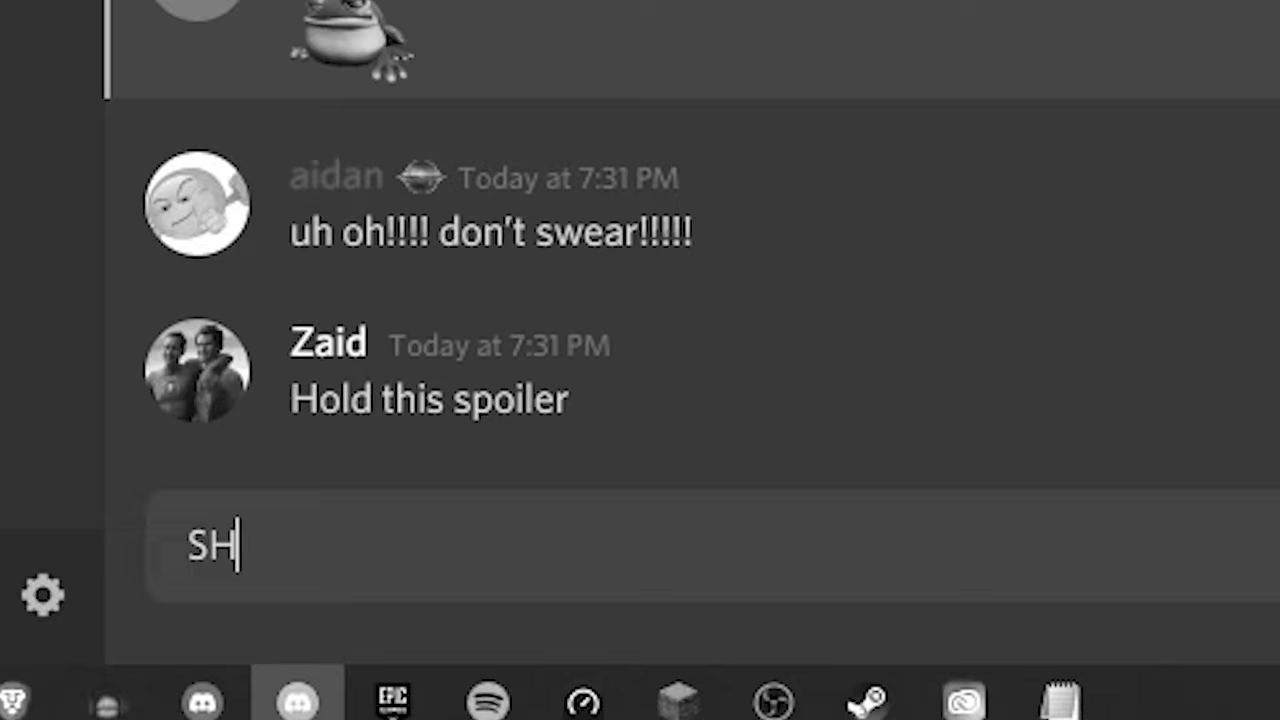 aidan Today at 7:31 PM
uh oh!!!! don't swear!!!!!
Zaid Today at 7:31 PM
Hold this spoiler
SH
EPIC